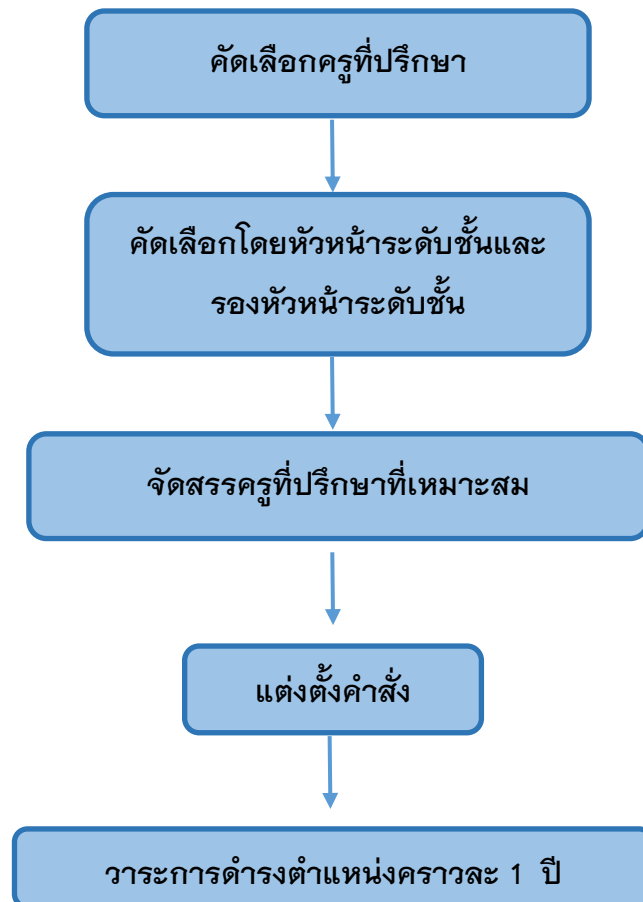 คัดเลือกครูที่ปรึกษา
คัดเลือกโดยหัวหน้าระดับชั้นและ
รองหัวหน้าระดับชั้น
จัดสรรครูที่ปรึกษาที่เหมาะสม
แต่งตั้งคำสั่ง
วาระการดำรงตำแหน่งคราวละ 1 ปี